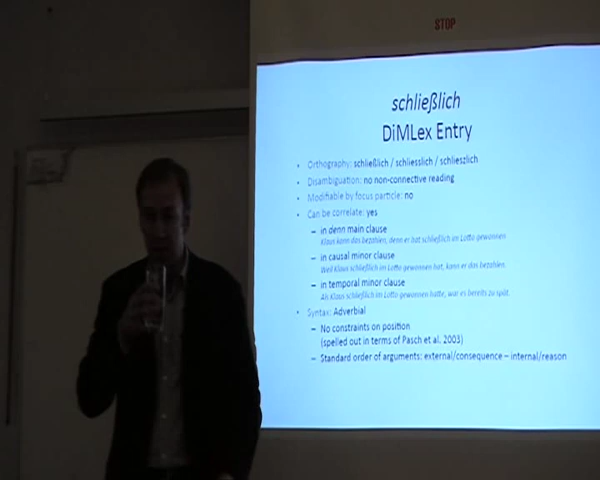 STOP
schließlich
DiMLex Entry
• Orthography: schließlich / schliesslich / schlieszlich
• Disambiguation: no non-connective reading
• Modifiable by focus particle: no
• Can be correlate: yes
– in denn main clause
Klaus kann das bezahlen, denn er hat schließlich im Lotto gewonnen.
– in causal minor clause
Weil Klaus schließlich im Lotto gewonnen hat, kann er das bezahlen.
– in temporal minor clause
Als Klaus schließlich im Lotto gewonnen hatte, war es bereits zu spät.
• Syntax: Adverbial
– No constraints on position
(spelled out in terms of Pasch et al. 2003)
– Standard order of arguments: external/consequence – internal/reason